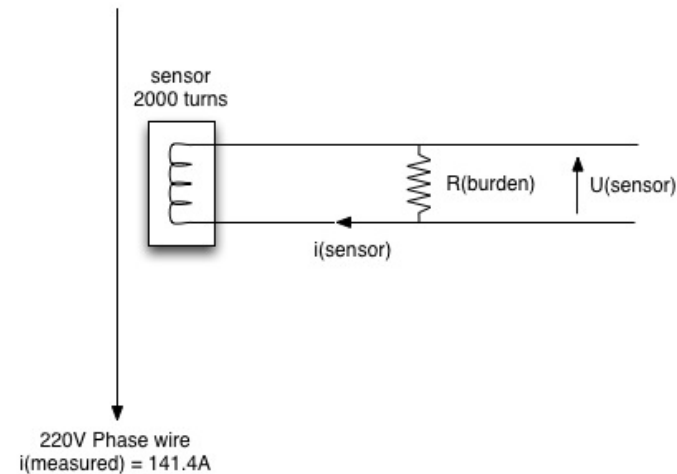 sensor
2000 turns
R(burden)
U(sensor)
i(sensor)
220V Phase wire
i(measured) = 141.4A